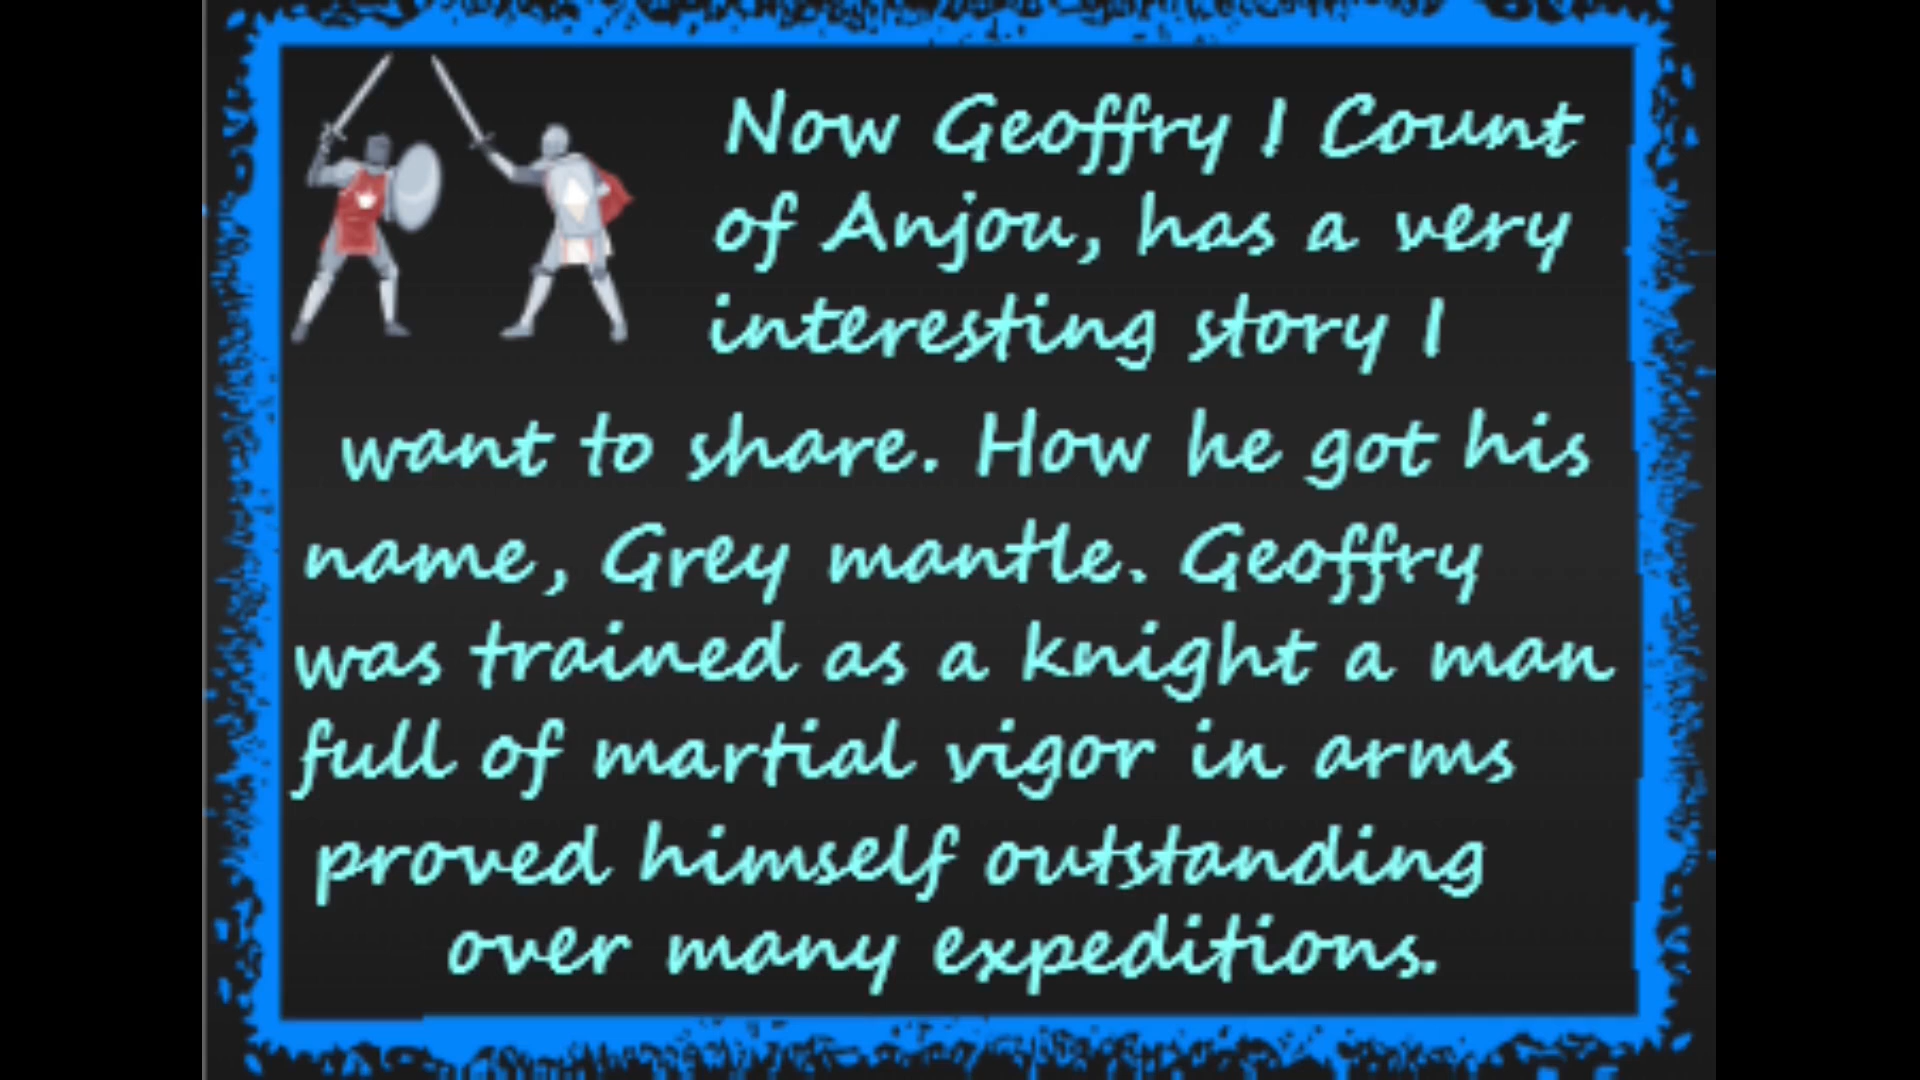 Now Geoffry I Count
of Anjou, has a very
interesting story I
want to share. How he got his
name, Grey mantle. Geoffry
was trained as a knight a man
full of martial vigor in arms
proved himself outstanding
over many expeditions.